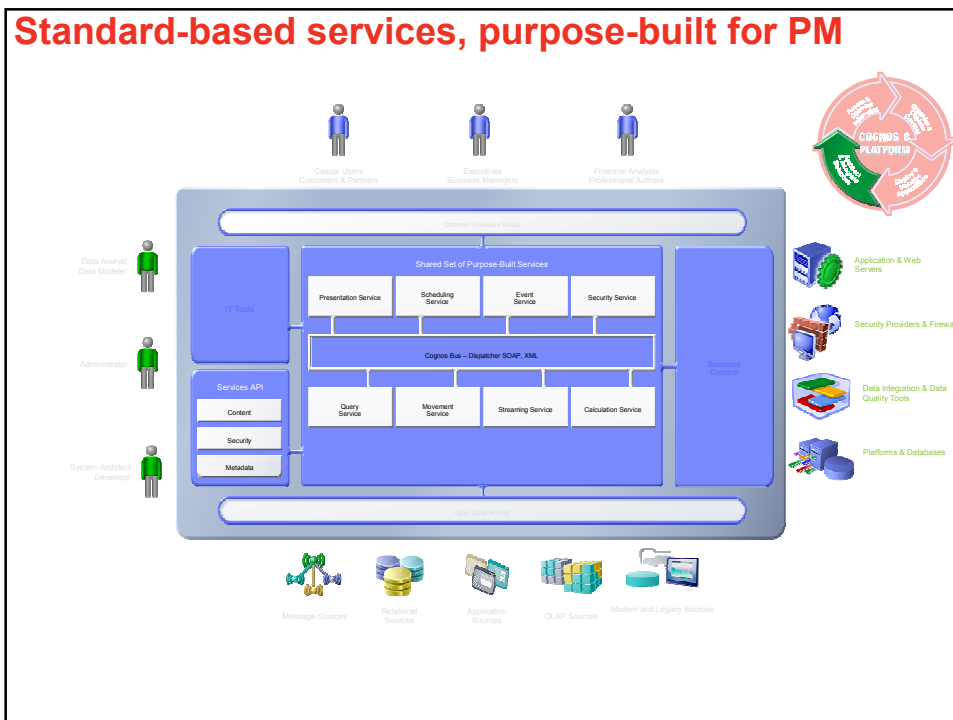 Standard-based services, purpose-built for PM
COGNOS 8
PLATFORM
Casual Users
Customers & Partners
Executives
Business Managers
Financial Analysts
Professional Authors
Common Business Model
Data Analyst
Data Modeler
Administrator
System Architect
Developer
IT Tools
Services API
Content
Security
Metadata
Shared Set of Purpose-Built Services
Presentation Service
Scheduling
Service
Event
Service
Security Service
Cognos Bus – Dispatcher SOAP, XML
Query
Service
Movement
Service
Streaming Service
Calculation Service
Business
Content
Application & Web
Servers
Security Providers & Firewa
Data Integration & Data
Quality Tools
Platforms & Databases
Open Data Access
Message Sources
Relational
Sources
Application
Sources
OLAP Sources
Modern and Legacy Sources